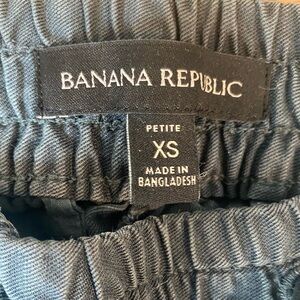 BANANA REPUBLIC
PETITE
XS
MADE IN
BANGLADESH